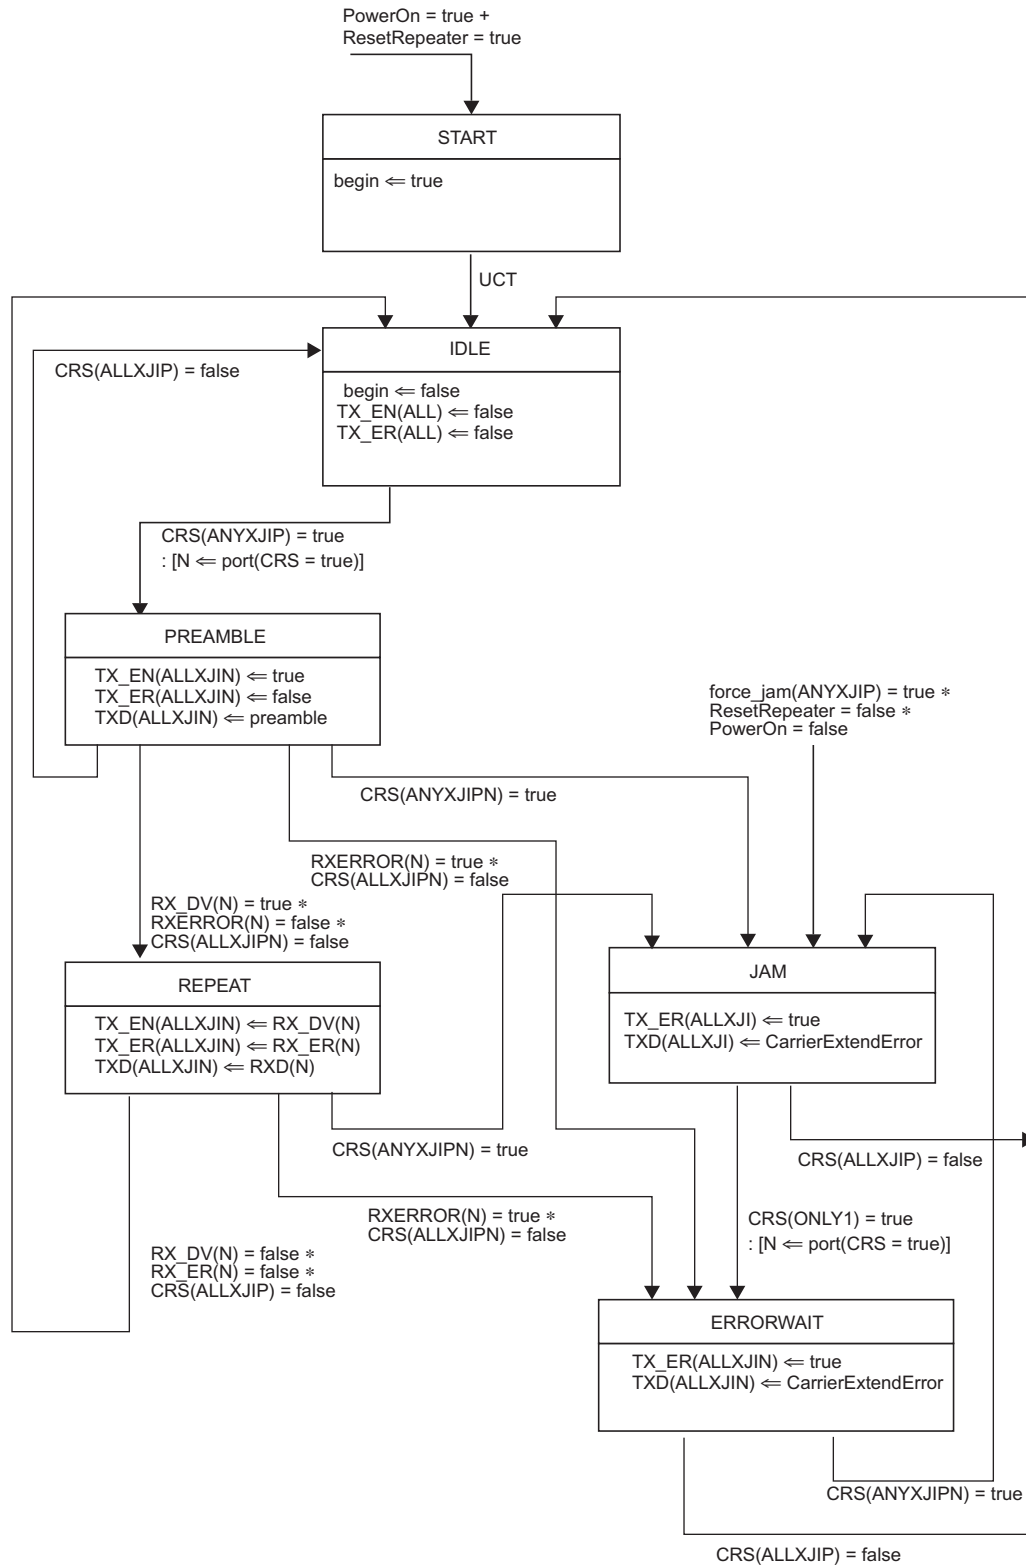 PowerOn = true +
ResetRepeater = true
START
begin ⇐ true
UCT
IDLE
begin ⇐ false
TX_EN(ALL) ⇐ false
TX_ER(ALL) ⇐ false
CRS(ALLXJIP) = false
CRS(ANYXJIP) = true
: [N ⇐ port(CRS = true)]
PREAMBLE
TX_EN(ALLXJIN) ⇐ true
TX_ER(ALLXJIN) ⇐ false
TXD(ALLXJIN) ⇐ preamble
force_jam(ANYXJIP) = true *
ResetRepeater = false *
PowerOn = false
CRS(ANYXJIPN) = true
RXERROR(N) = true *
CRS(ALLXJIPN) = false
RX_DV(N) = true *
RXERROR(N) = false *
CRS(ALLXJIPN) = false
REPEAT
TX_EN(ALLXJIN) ⇐ RX_DV(N)
TX_ER(ALLXJIN) ⇐ RX_ER(N)
TXD(ALLXJIN) ⇐ RXD(N)
JAM
TX_ER(ALLXJI) ⇐ true
TXD(ALLXJI) ⇐ CarrierExtendError
CRS(ANYXJIPN) = true
CRS(ALLXJIP) = false
RXERROR(N) = true *
CRS(ALLXJIPN) = false
CRS(ONLY1) = true
: [N ⇐ port(CRS = true)]
RX_DV(N) = false *
RX_ER(N) = false *
CRS(ALLXJIP) = false
ERRORWAIT
TX_ER(ALLXJIN) ⇐ true
TXD(ALLXJIN) ⇐ CarrierExtendError
CRS(ANYXJIPN) = true
CRS(ALLXJIP) = false